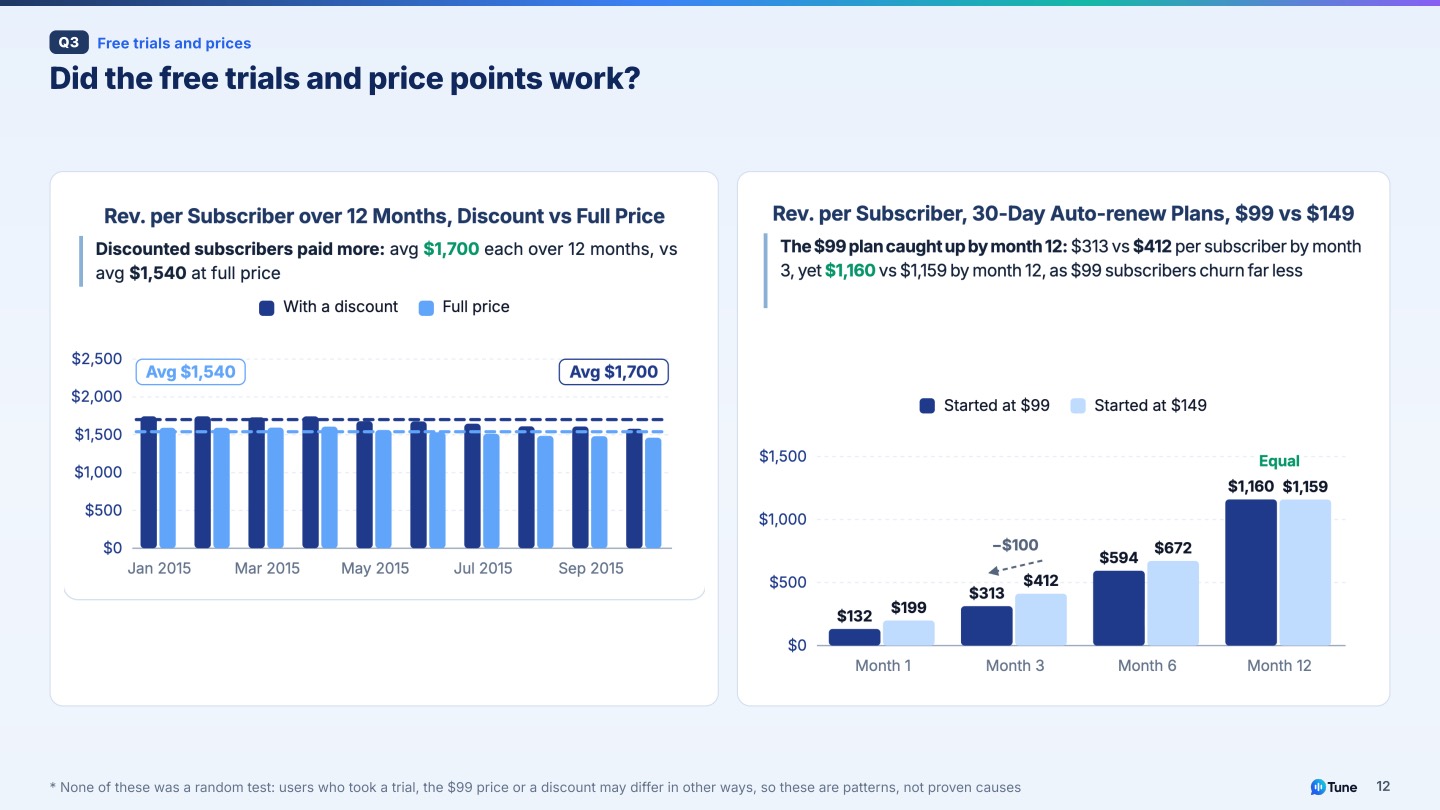 Q3 Free trials and prices
Did the free trials and price points work?
Rev. per Subscriber over 12 Months, Discount vs Full Price
Discounted subscribers paid more: avg $1,700 each over 12 months, vs
avg $1,540 at full price
With a discount Full price
$2,500
Avg $1,540 Avg $1,700
$2,000
$1,500
$1,000
$500
$0
Jan 2015 Mar 2015 May 2015 Jul 2015 Sep 2015
Rev. per Subscriber, 30-Day Auto-renew Plans, $99 vs $149
The $99 plan caught up by month 12: $313 vs $412 per subscriber by month
3, yet $1,160 vs $1,159 by month 12, as $99 subscribers churn far less
Started at $99 Started at $149
$1,500
Equal
$1,160 $1,159
$1,000
–$100
$594 $672
$500
$313 $412
$132 $199
$0
Month 1 Month 3 Month 6 Month 12
* None of these was a random test: users who took a trial, the $99 price or a discount may differ in other ways, so these are patterns, not proven causes
Tune 12